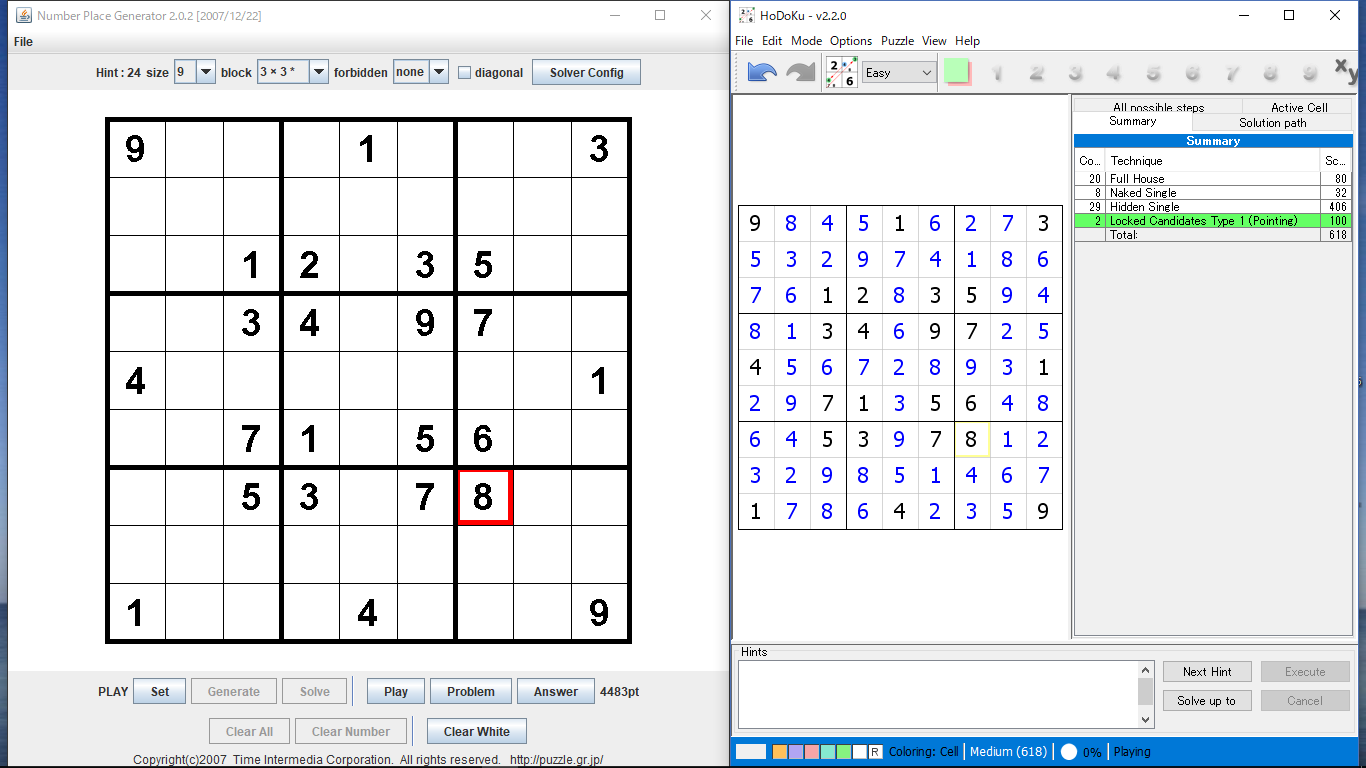 Number Place Generator 2.0.2 [2007/12/22]
File
Hint : 24 size 9 block 3 × 3 * forbidden none diagonal Solver Config
9 1 3
1 2 3 5
3 4 9 7
4 1
7 1 5 6
5 3 7 8
1 4 9
PLAY Set Generate Solve Play Problem Answer 4483pt
Clear All Clear Number Clear White
Copyright(c)2007 Time Intermedia Corporation. All rights reserved. http://puzzle.gr.jp/
HoDoKu - v2.2.0
File Edit Mode Options Puzzle View Help
2 6 Easy 1 2 3 4 5 6 7 8 9 xy
9 8 4 5 1 6 2 7 3
5 3 2 9 7 4 1 8 6
7 6 1 2 8 3 5 9 4
8 1 3 4 6 9 7 2 5
4 5 6 7 2 8 9 3 1
2 9 7 1 3 5 6 4 8
6 4 5 3 9 7 8 1 2
3 2 9 8 5 1 4 6 7
1 7 8 6 4 2 3 5 9
All possible steps Active Cell
Summary Solution path
Summary
Co... Technique Sc...
20 Full House 80
8 Naked Single 32
29 Hidden Single 406
2 Locked Candidates Type 1 (Pointing) 100
Total: 618
Hints
Next Hint Execute
Solve up to Cancel
R Coloring: Cell Medium (618) 0% Playing